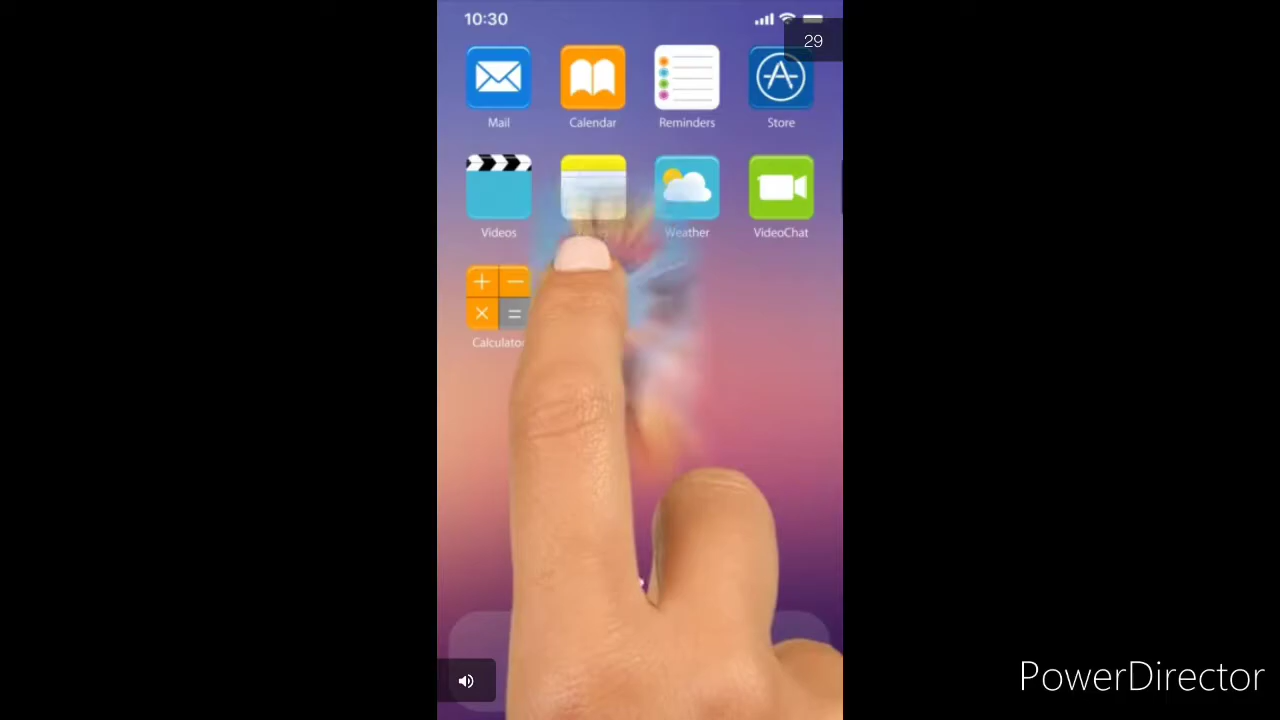 10:30
29
Mail
Calendar
Reminders
Store
Videos
Weather
VideoChat
Calculator
PowerDirector